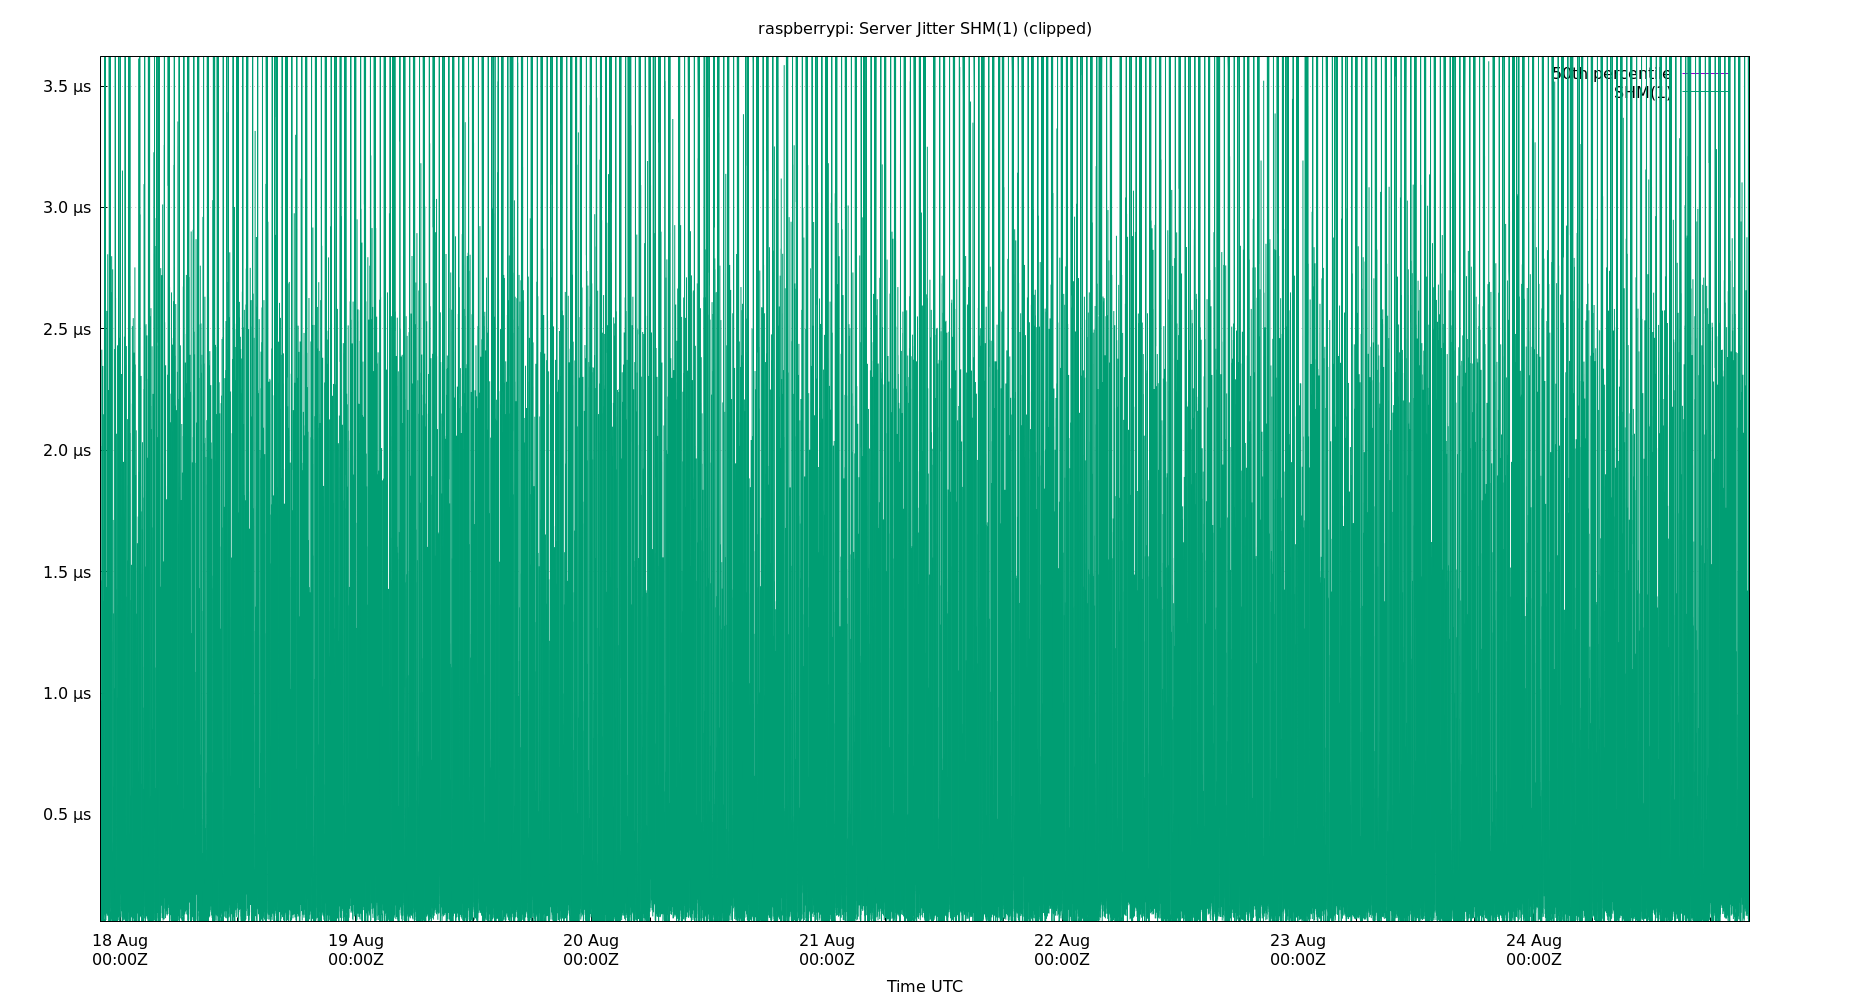 raspberrypi: Server Jitter SHM(1) (clipped)
50th percentile
SHM(1)
3.5 µs
3.0 µs
2.5 µs
2.0 µs
1.5 µs
1.0 µs
0.5 µs
18 Aug 19 Aug 20 Aug 21 Aug 22 Aug 23 Aug 24 Aug
00:00Z 00:00Z 00:00Z 00:00Z 00:00Z 00:00Z 00:00Z
Time UTC